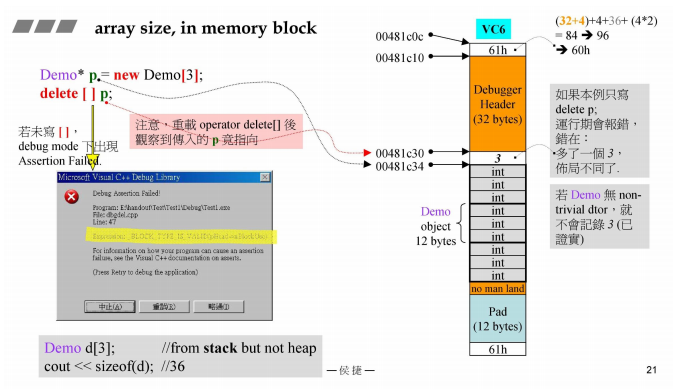 array size, in memory block
Demo* p = new Demo[3];
delete [ ] p;
若未寫 [ ]，
debug mode 下出現
Assertion Failed.
注意，重載 operator delete[] 後
觀察到傳入的 p 竟指向
Microsoft Visual C++ Debug Library
Debug Assertion Failed!
Program: E:\handout\Test\Test1\Debug\Test1.exe
File: dbgdel.cpp
Line: 47
For information on how your program can cause an assertion
failure, see the Visual C++ documentation on asserts.
(Press Retry to debug the application)
中止(A)
重試(R)
略過(I)
Demo d[3]; //from stack but not heap
cout << sizeof(d); //36
00481c0c
00481c10
00481c30
00481c34
VC6
61h
Debugger
Header
(32 bytes)
3
int
int
int
int
int
int
int
int
int
Demo
object
12 bytes
no man land
Pad
(12 bytes)
61h
(32+4)+4+36+ (4*2)
= 84 → 96
→ 60h
如果本例只寫
delete p;
運行期會報錯，
錯在：
多了一個 3，
佈局不同了.
若 Demo 無 non-
trivial dtor，就
不會記錄 3 (已
證實)
—侯捷—
21